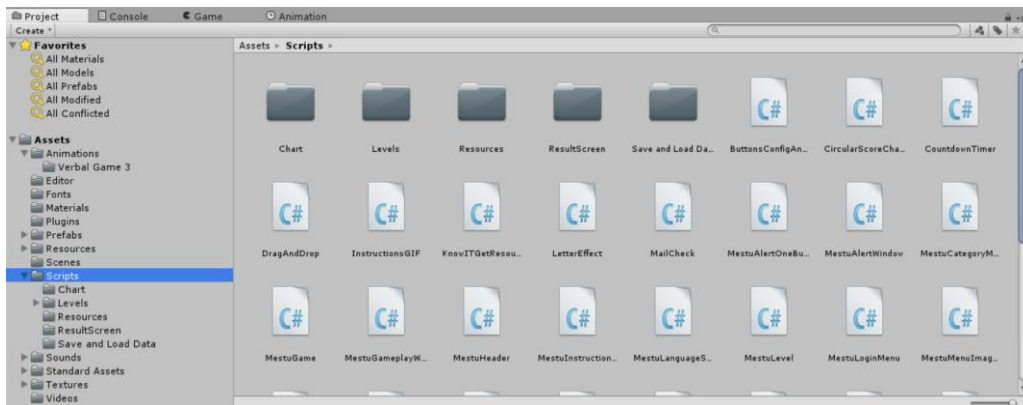 Project Console Game Animation
Create
Favorites
All Materials
All Models
All Prefabs
All Modified
All Conflicted
Assets
Animations
Verbal Game 3
Editor
Fonts
Materials
Plugins
Prefabs
Resources
Scenes
Scripts
Chart
Levels
Resources
ResultScreen
Save and Load Data
Sounds
Standard Assets
Textures
Videos
Assets Scripts
C# C# C#
Chart Levels Resources ResultScreen Save and Load Da... ButtonsConfigAn... CircularScoreCha... CountdownTimer
C# C# C# C# C# C# C# C#
DragAndDrop InstructionsGIF KnowITGetResou... LetterEffect MailCheck MestuAlertOneBu... MestuAlertWindow MestuCategoryM...
C# C# C# C# C# C# C# C#
MestuGame MestuGameplayW... MestuHeader MestuInstruction... MestuLanguageS... MestuLevel MestuLoginMenu MestuMenuImag...